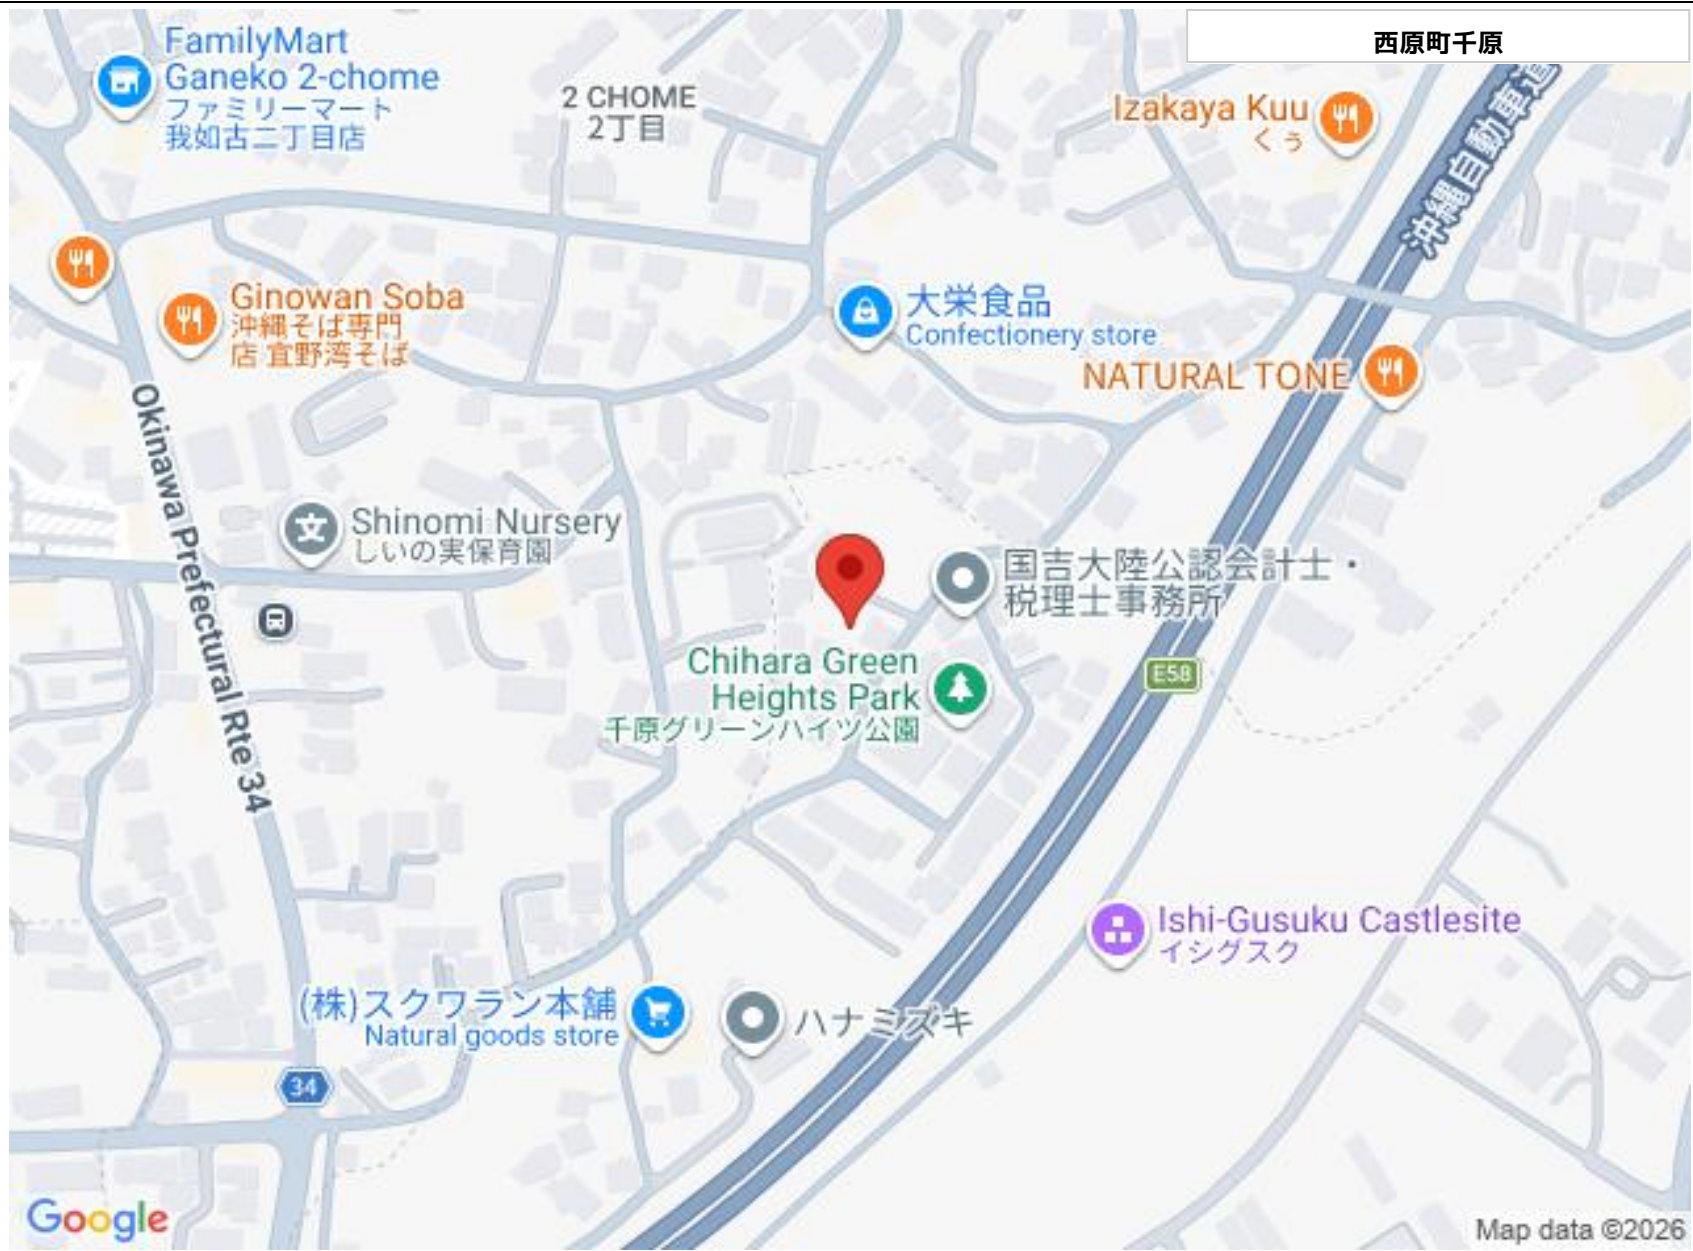 西原町千原
FamilyMart
Ganeko 2-chome
ファミリーマート
我如古二丁目店
2 CHOME
2丁目
Izakaya Kuu
くぅ
沖縄自動車道
Ginowan Soba
沖縄そば専門
店 宜野湾そば
大栄食品
Confectionery store
NATURAL TONE
Okinawa Prefectural Rte 34
Shinomi Nursery
しいの実保育園
国吉大陸公認会計士・
税理士事務所
Chihara Green
Heights Park
千原グリーンハイツ公園
E58
Ishi-Gusuku Castlesite
イシグスク
(株)スクワラン本舗
Natural goods store
ハナミズキ
34
Google
Map data ©2026